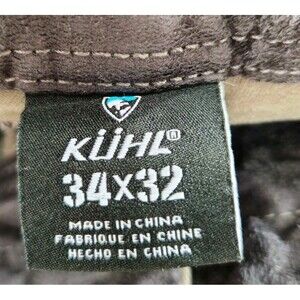 KÜHL®
34X32
MADE IN CHINA
FABRIQUE EN CHINE
HECHO EN CHINA